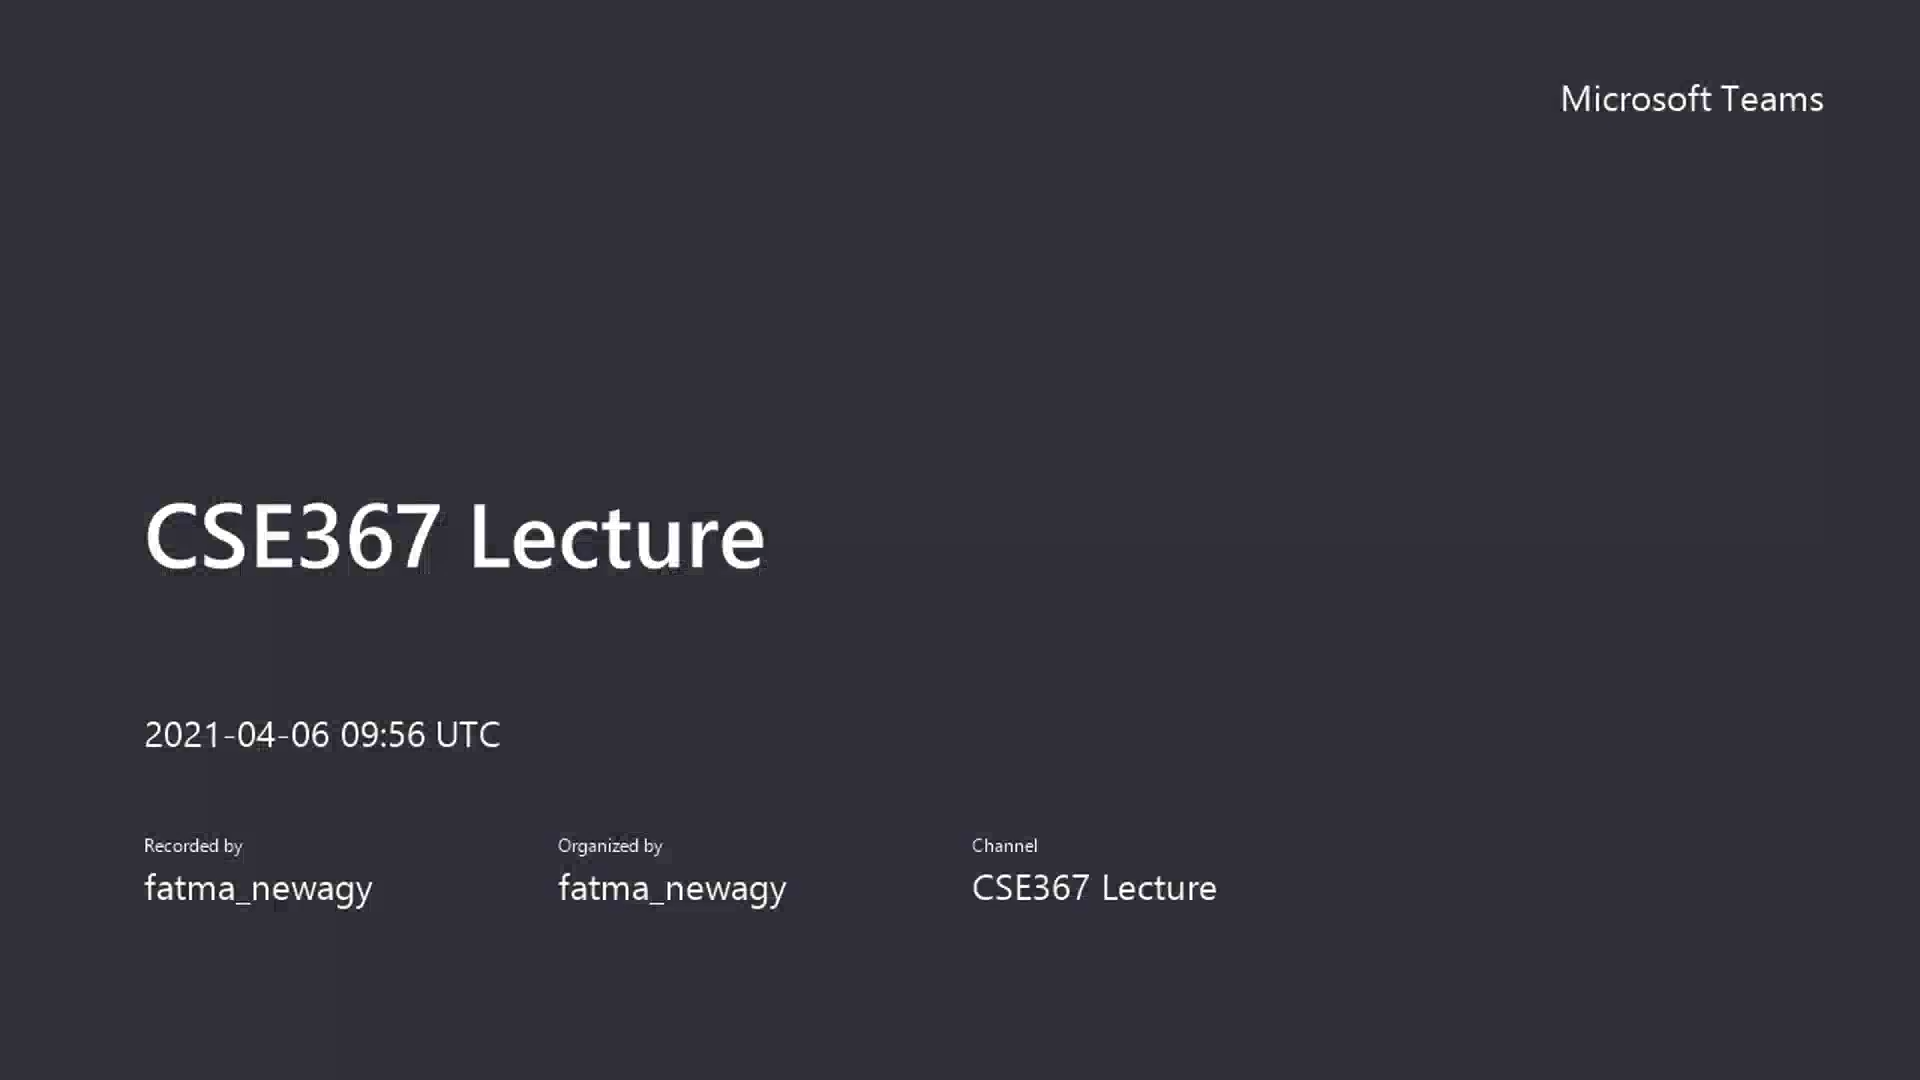 Microsoft Teams
CSE367 Lecture
2021-04-06 09:56 UTC
Recorded by
fatma_newagy
Organized by
fatma_newagy
Channel
CSE367 Lecture